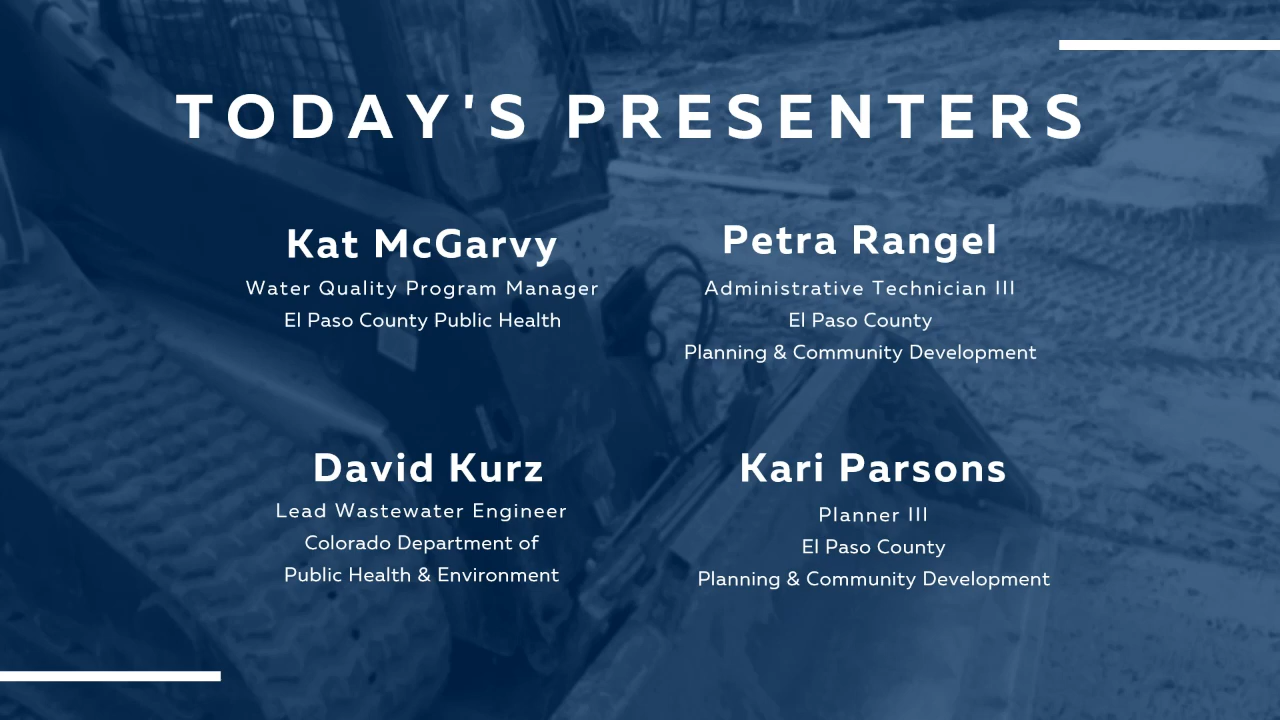 TODAY'S PRESENTERS
Kat McGarvy
Water Quality Program Manager
El Paso County Public Health
Petra Rangel
Administrative Technician III
El Paso County
Planning & Community Development
David Kurz
Lead Wastewater Engineer
Colorado Department of
Public Health & Environment
Kari Parsons
Planner III
El Paso County
Planning & Community Development